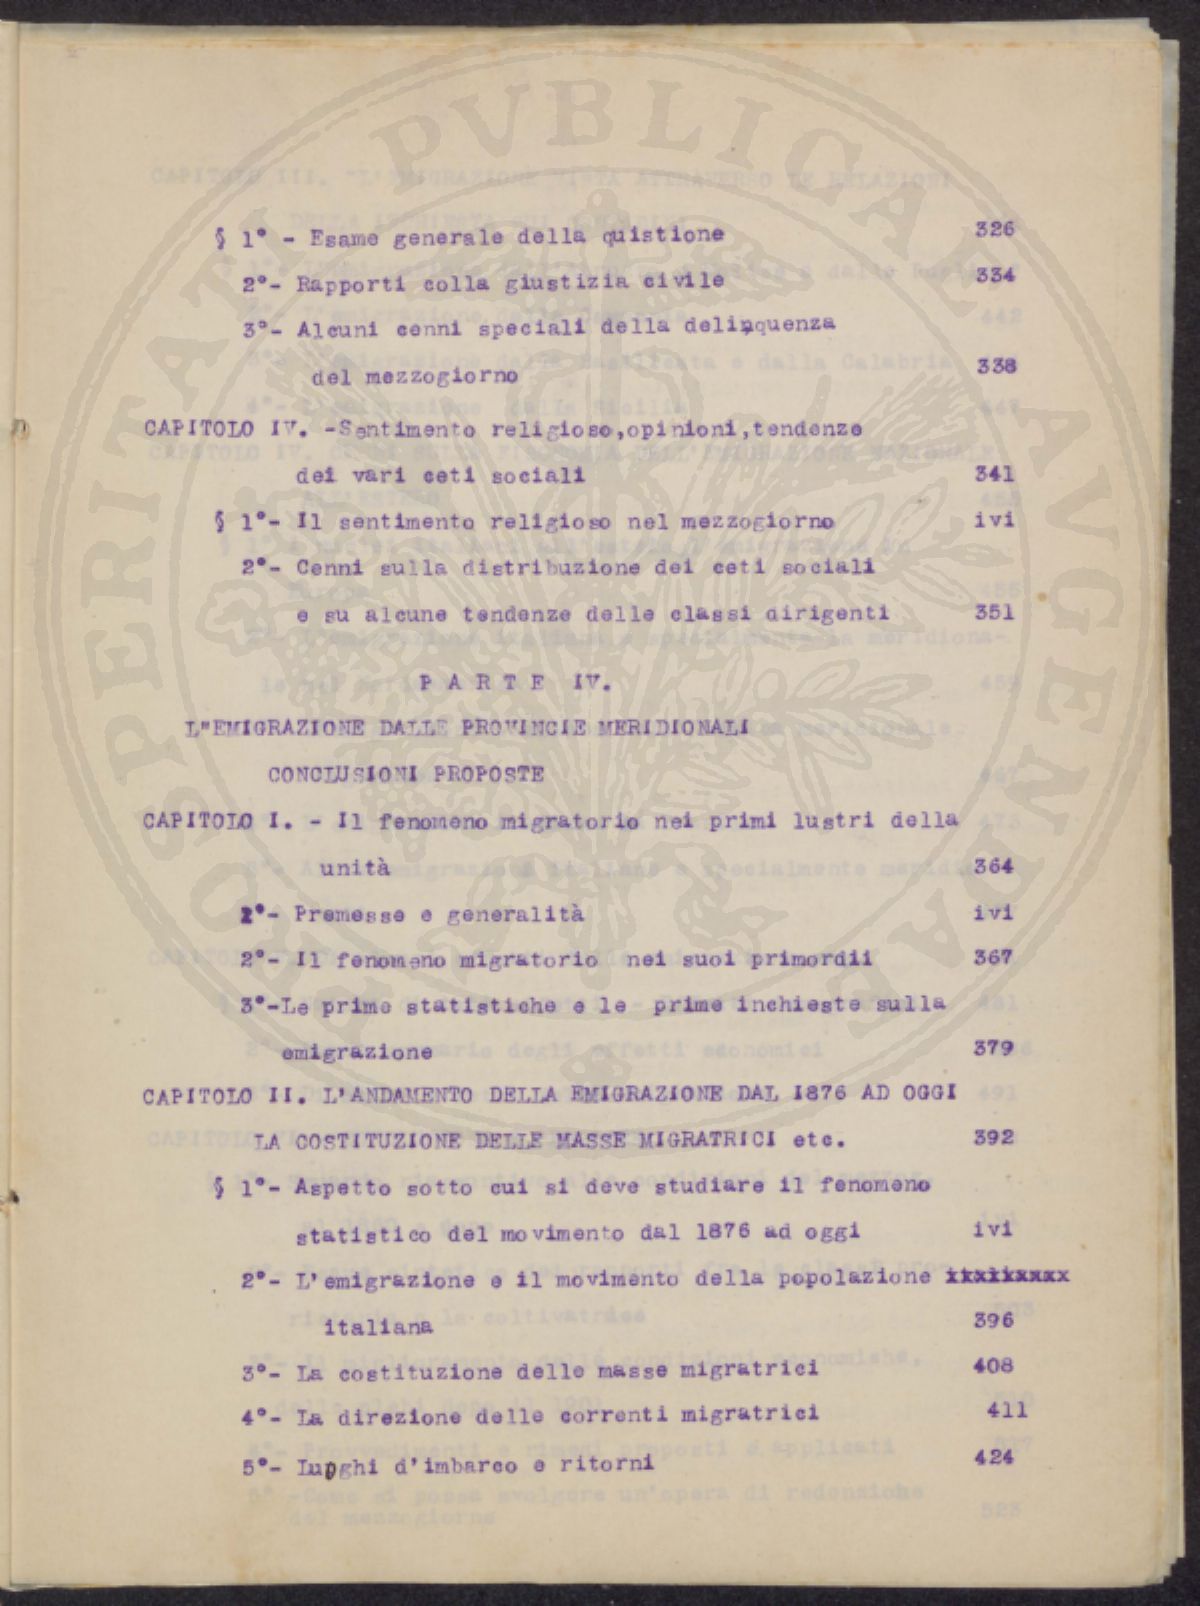 PROSPERITATI PVBLICAE AVGENDAE
§ 1° - Esame generale della quistione 326
2°- Rapporti colla giustizia civile 334
3°- Alcuni cenni speciali della delinquenza
del mezzogiorno 338
CAPITOLO IV. -Sentimento religioso,opinioni,tendenze
dei vari ceti sociali 341
§ 1°- Il sentimento religioso nel mezzogiorno ivi
2°- Cenni sulla distribuzione dei ceti sociali
e su alcune tendenze delle classi dirigenti 351
P A R T E IV.
L"EMIGRAZIONE DALLE PROVINCIE MERIDIONALI
CONCLUSIONI PROPOSTE
CAPITOLO I. - Il fenomeno migratorio nei primi lustri della
unità 364
1°- Premesse e generalità ivi
2°- Il fenomeno migratorio nei suoi primordii 367
3°-Le prime statistiche e le prime inchieste sulla
emigrazione 379
CAPITOLO II. L'ANDAMENTO DELLA EMIGRAZIONE DAL 1876 AD OGGI
LA COSTITUZIONE DELLE MASSE MIGRATRICI etc. 392
§ 1°- Aspetto sotto cui si deve studiare il fenomeno
statistico del movimento dal 1876 ad oggi ivi
2°- L'emigrazione e il movimento della popolazione
italiana 396
3°- La costituzione delle masse migratrici 408
4°- La direzione delle correnti migratrici 411
5°- Luoghi d'imbarco e ritorni 424